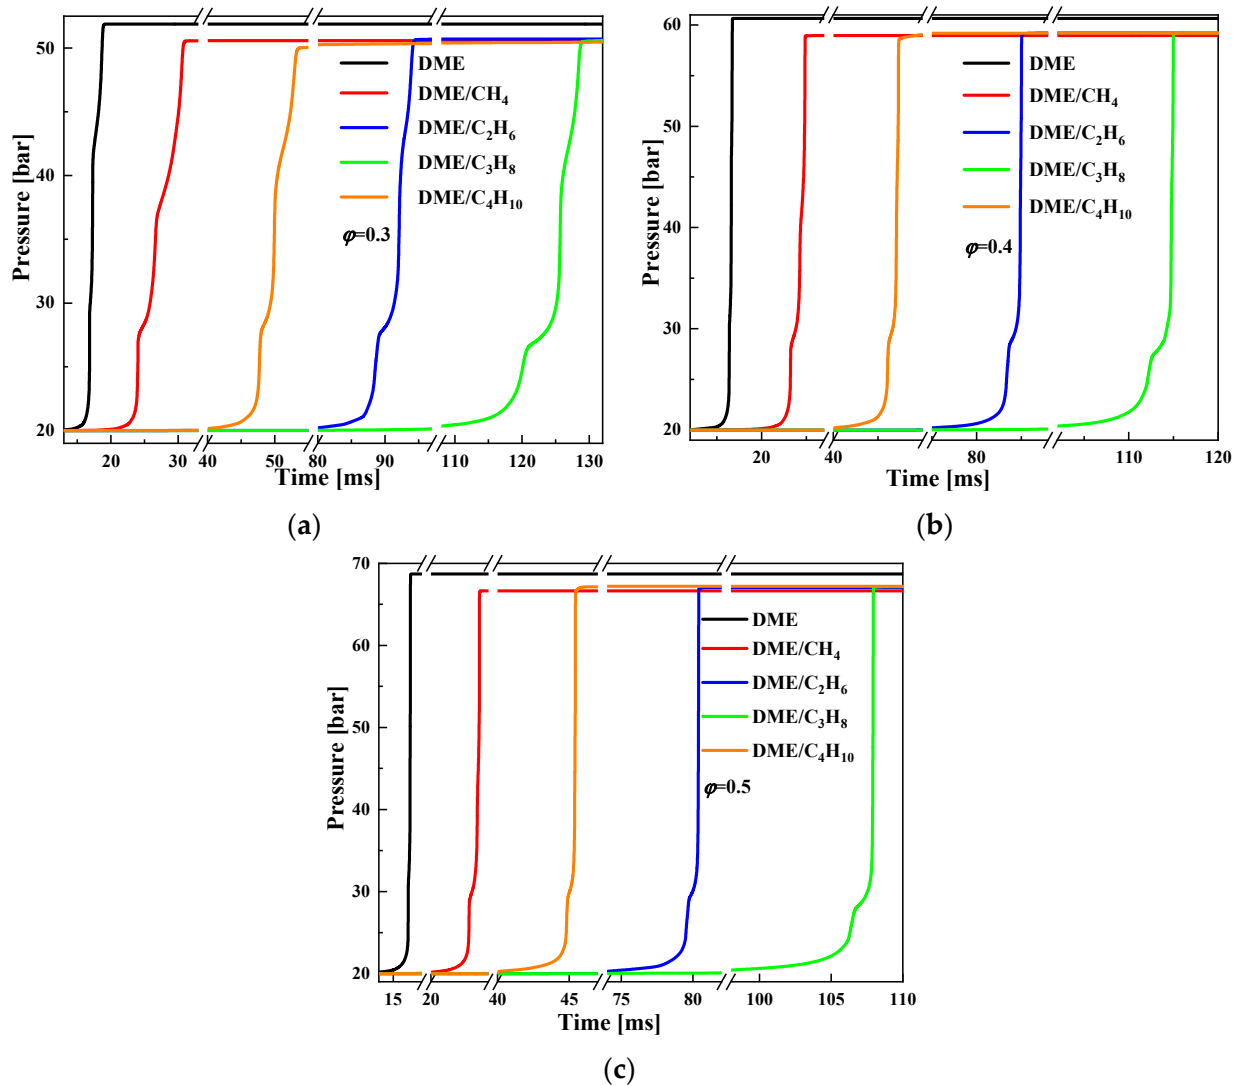 50
40
30
20
Pressure [bar]
DME
DME/CH₄
DME/C₂H₆
DME/C₃H₈
DME/C₄H₁₀
φ=0.3
20 30 40 50 80 90 108 120 130
Time [ms]
(a)
60
50
40
30
20
Pressure [bar]
DME
DME/CH₄
DME/C₂H₆
DME/C₃H₈
DME/C₄H₁₀
φ=0.4
20 40 80 110 120
Time [ms]
(b)
70
60
50
40
30
20
Pressure [bar]
DME
DME/CH₄
DME/C₂H₆
DME/C₃H₈
DME/C₄H₁₀
φ=0.5
15 20 40 45 75 80 100 105 110
Time [ms]
(c)